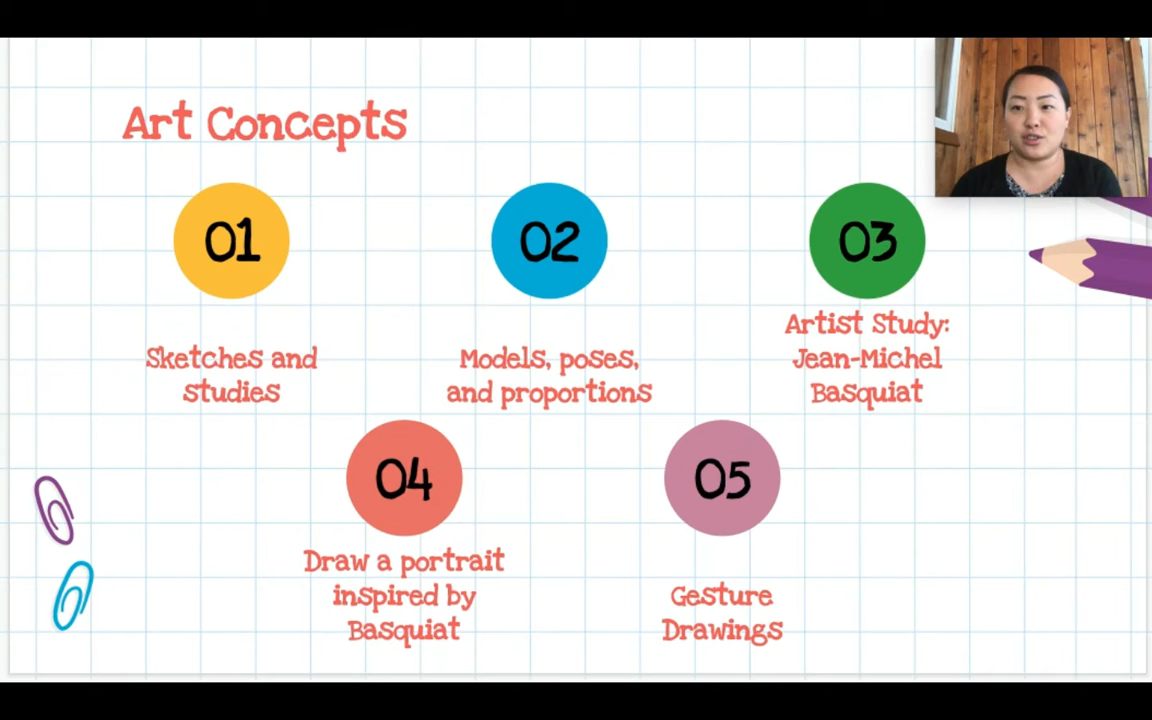 Art Concepts
01
Sketches and
studies
02
Models, poses,
and proportions
03
Artist Study:
Jean-Michel
Basquiat
04
Draw a portrait
inspired by
Basquiat
05
Gesture
Drawings